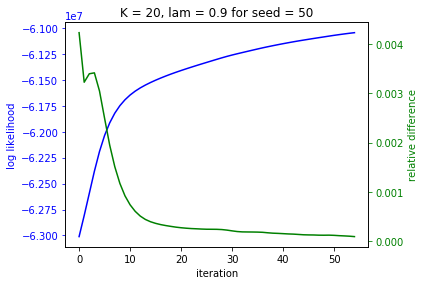 K = 20, lam = 0.9 for seed = 50
1e7
−6.100
−6.125
−6.150
−6.175
−6.200
−6.225
−6.250
−6.275
−6.300
log likelihood
0.004
0.003
0.002
0.001
0.000
relative difference
0 10 20 30 40 50
iteration